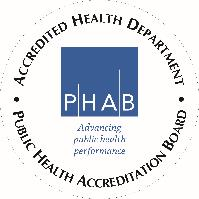 ACCREDITED HEALTH DEPARTMENT
PHAB
Advancing
public health
performance
• PUBLIC HEALTH ACCREDITATION BOARD •